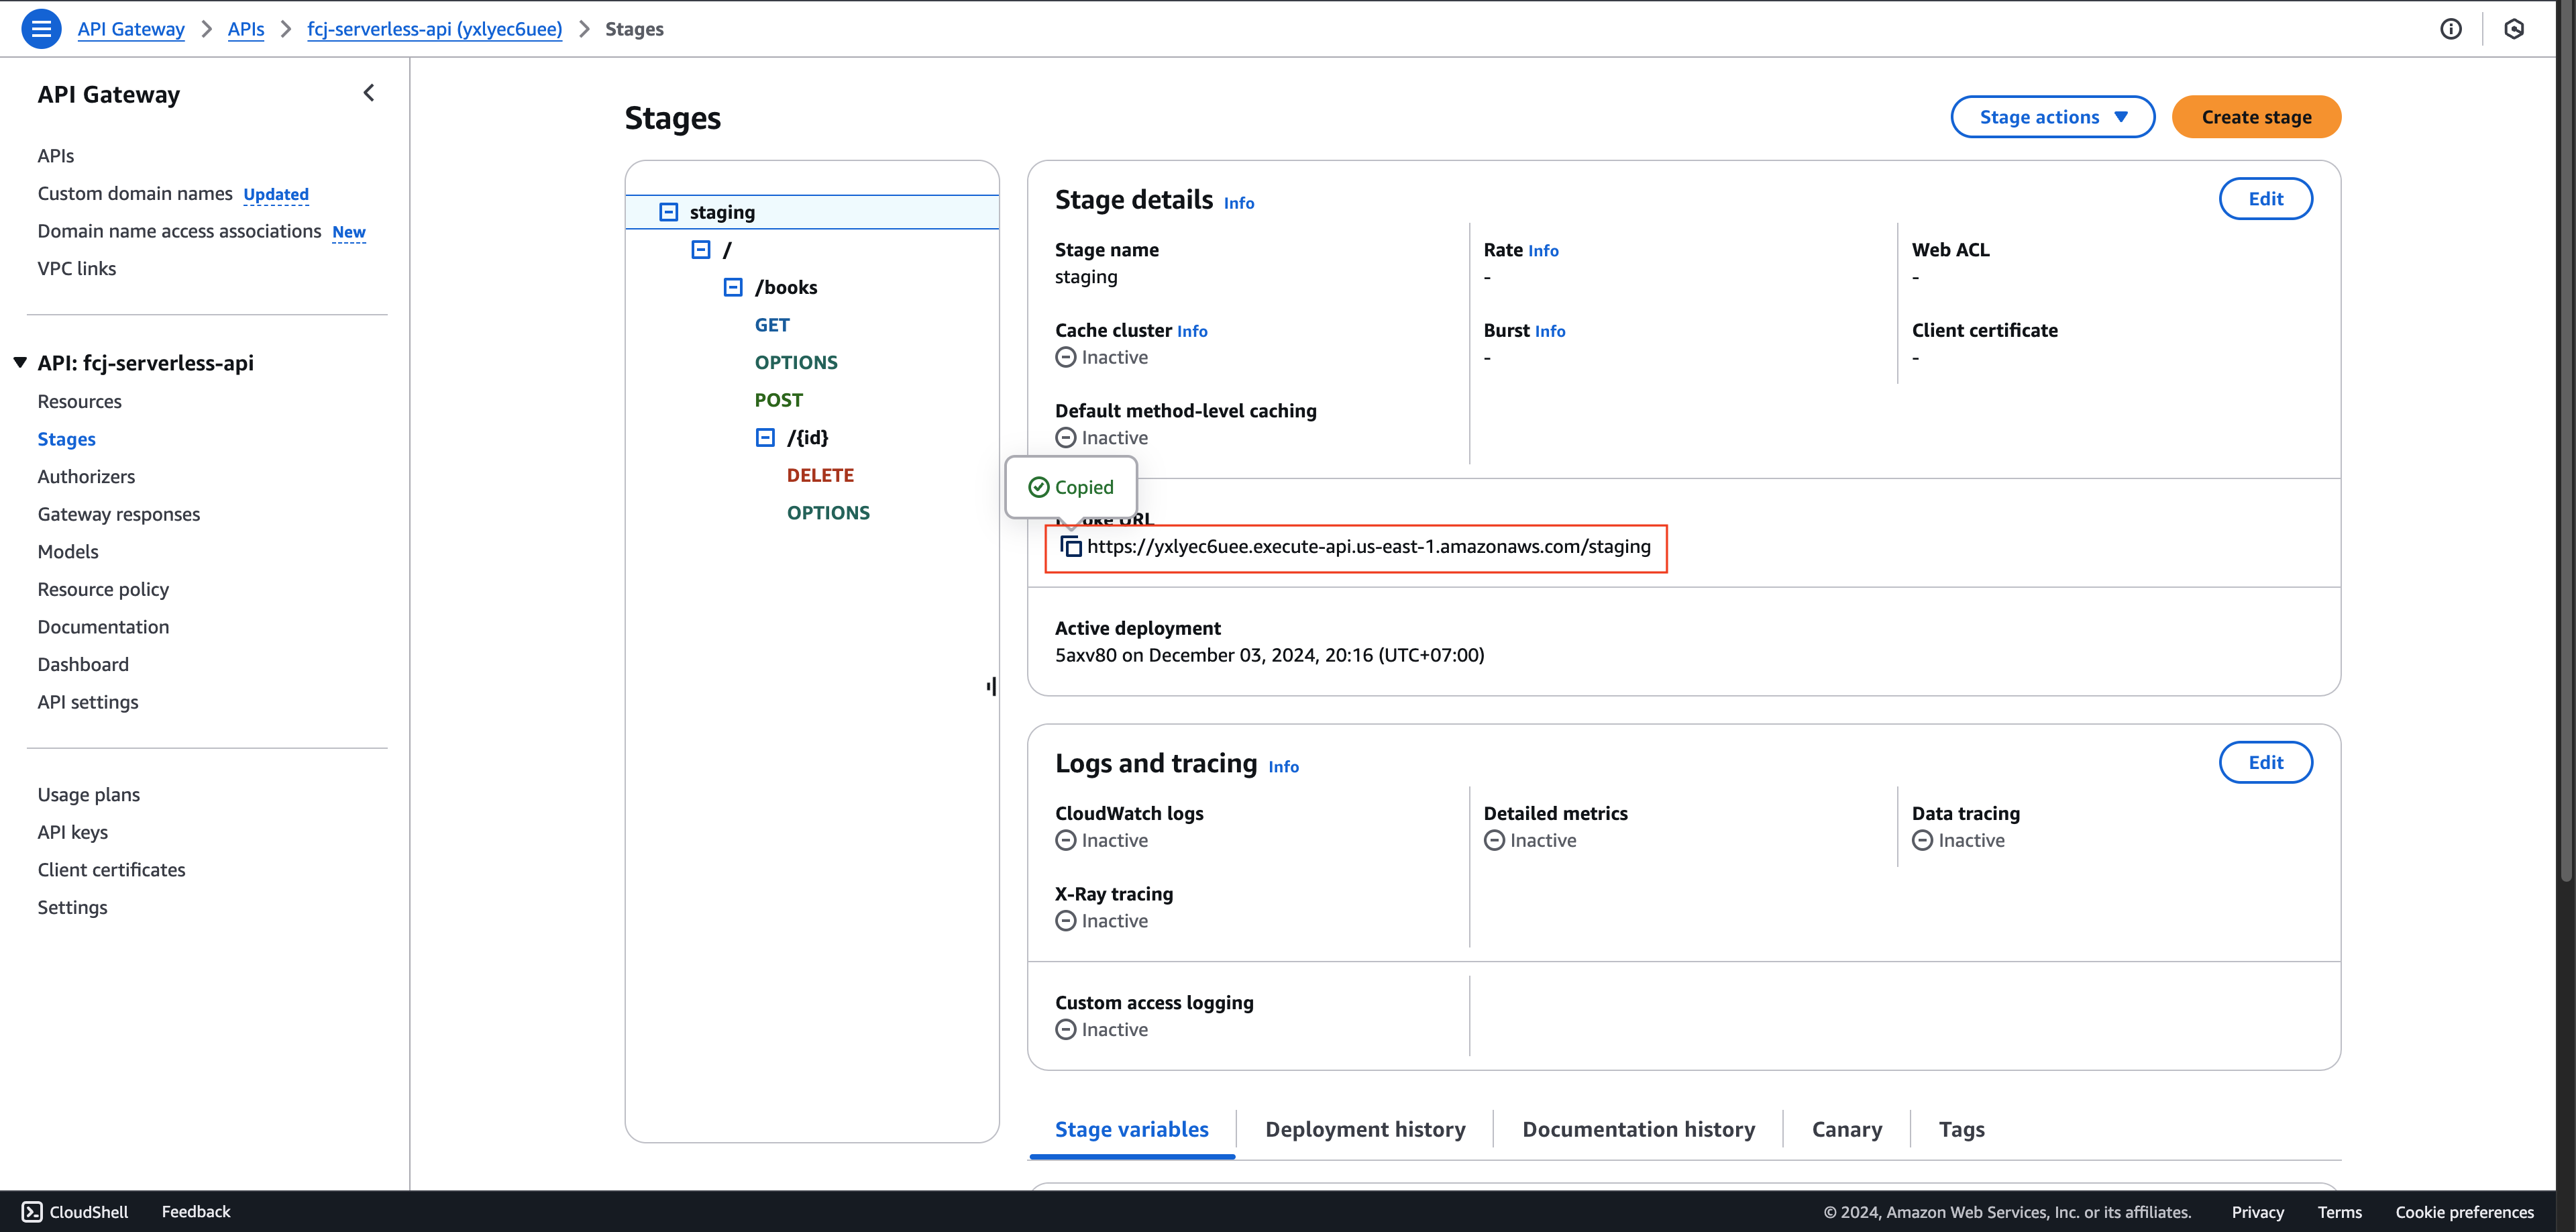 API Gateway > APIs > fcj-serverless-api (yxlyec6uee) > Stages
API Gateway
APIs
Custom domain names Updated
Domain name access associations New
VPC links
API: fcj-serverless-api
Resources
Stages
Authorizers
Gateway responses
Models
Resource policy
Documentation
Dashboard
API settings
Usage plans
API keys
Client certificates
Settings
Stages
Stage actions
Create stage
staging
/
/books
GET
OPTIONS
POST
/{id}
DELETE
OPTIONS
Stage details Info
Edit
Stage name
staging
Rate Info
-
Web ACL
-
Cache cluster Info
Inactive
Burst Info
-
Client certificate
-
Default method-level caching
Inactive
Copied
URL
https://yxlyec6uee.execute-api.us-east-1.amazonaws.com/staging
Active deployment
5axv80 on December 03, 2024, 20:16 (UTC+07:00)
Logs and tracing Info
Edit
CloudWatch logs
Inactive
Detailed metrics
Inactive
Data tracing
Inactive
X-Ray tracing
Inactive
Custom access logging
Inactive
Stage variables
Deployment history
Documentation history
Canary
Tags
CloudShell
Feedback
© 2024, Amazon Web Services, Inc. or its affiliates.
Privacy
Terms
Cookie preferences